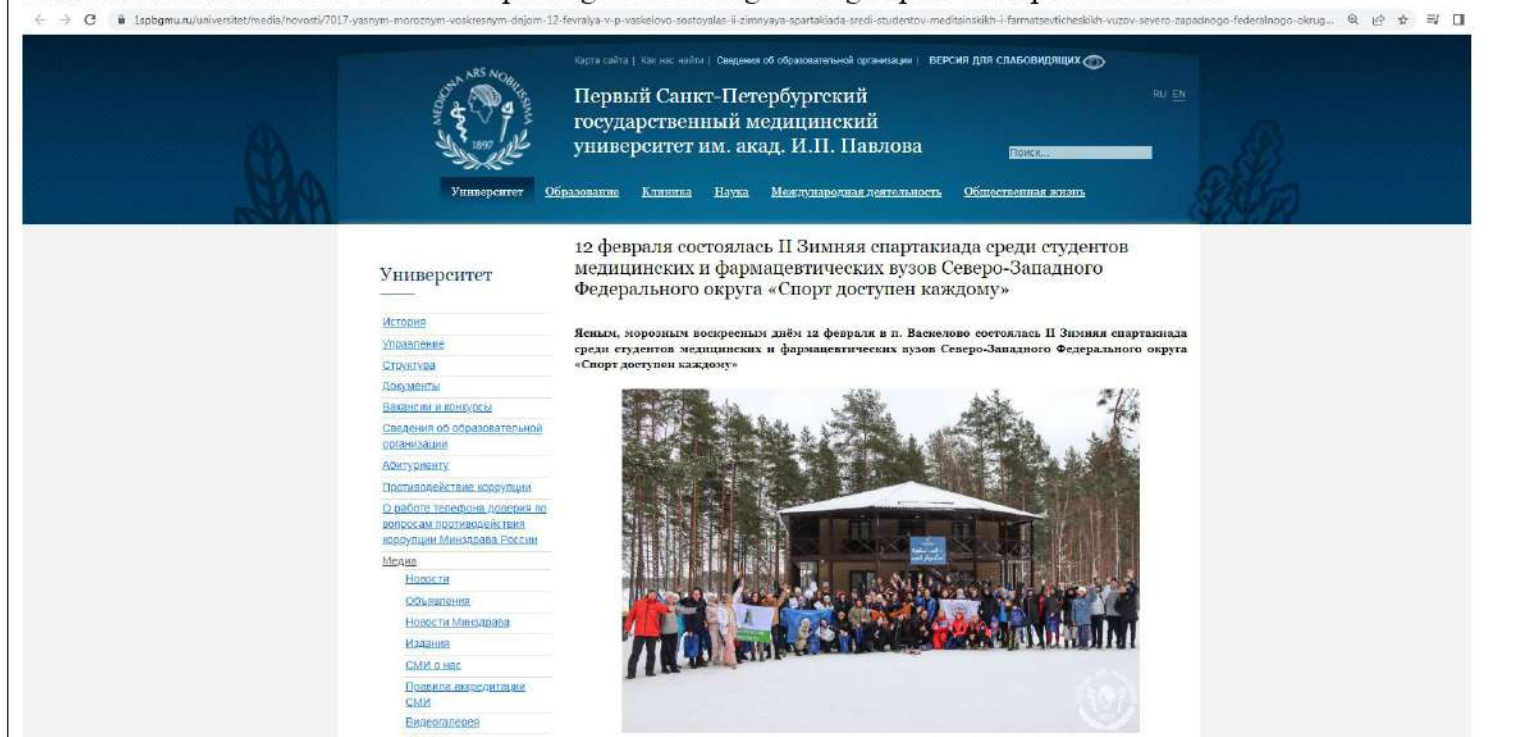 1spbgmu.ru/universitet/media/novosti/7017-yasnym-moroznym-voskresnym-dnjom-12-fevralya-v-p-vaskelovo-sostoyalas-ii-zimnyaya-spartakiada-sredi-studentov-meditsinskikh-i-farmatsevticheskikh-vuzov-severo-zapadnogo-federalnogo-okrug...
Карта сайта | Как нас найти | Сведения об образовательной организации | ВЕРСИЯ ДЛЯ СЛАБОВИДЯЩИХ
MEDICINA ARS NOBILISSIMA
1897
Первый Санкт-Петербургский
государственный медицинский
университет им. акад. И.П. Павлова
RU EN
Поиск...
Университет Образование Клиника Наука Международная деятельность Общественная жизнь
Университет
История
Управление
Структура
Документы
Вакансии и конкурсы
Сведения об образовательной
организации
Абитуриенту
Противодействие коррупции
О работе телефона доверия по
вопросам противодействия
коррупции Минздрава России
Медиа
Новости
Объявления
Новости Минздрава
Издания
СМИ о нас
Правила аккредитации
СМИ
Видеогалерея
12 февраля состоялась II Зимняя спартакиада среди студентов
медицинских и фармацевтических вузов Северо-Западного
Федерального округа «Спорт доступен каждому»
Ясным, морозным воскресным днём 12 февраля в п. Васкелово состоялась II Зимняя спартакиада
среди студентов медицинских и фармацевтических вузов Северо-Западного Федерального округа
«Спорт доступен каждому»